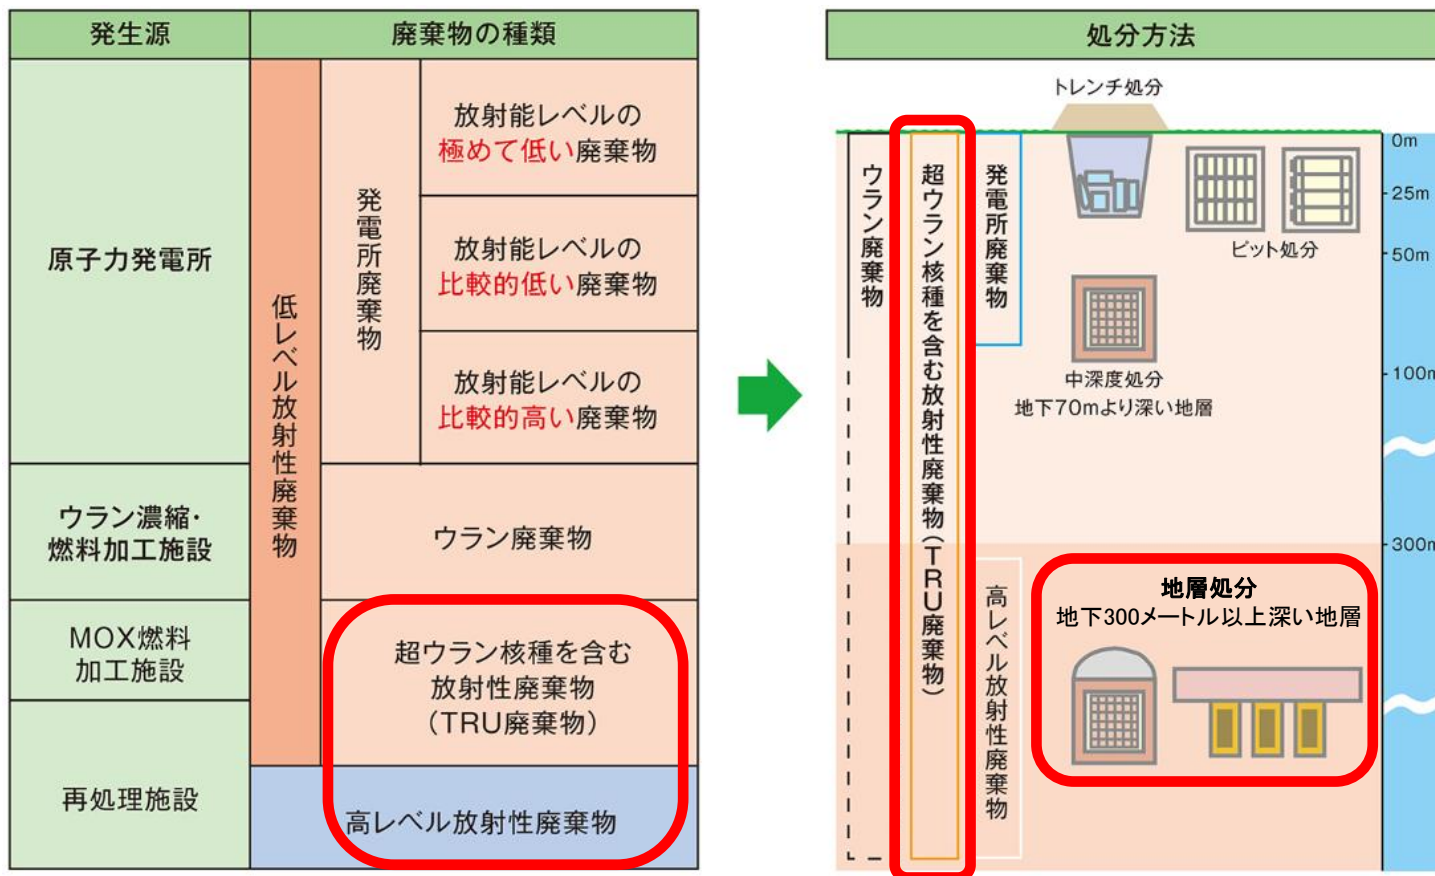 発生源
廃棄物の種類
原子力発電所
低レベル放射性廃棄物
発電所廃棄物
放射能レベルの
極めて低い廃棄物
放射能レベルの
比較的低い廃棄物
放射能レベルの
比較的高い廃棄物
ウラン濃縮・
燃料加工施設
ウラン廃棄物
MOX燃料
加工施設
超ウラン核種を含む
放射性廃棄物
（TRU廃棄物）
再処理施設
高レベル放射性廃棄物
処分方法
トレンチ処分
ウラン廃棄物
超ウラン核種を含む放射性廃棄物（TRU廃棄物）
発電所廃棄物
ピット処分
中深度処分
地下70mより深い地層
高レベル放射性廃棄物
地層処分
地下300メートル以上深い地層
0m
25m
50m
100m
300m